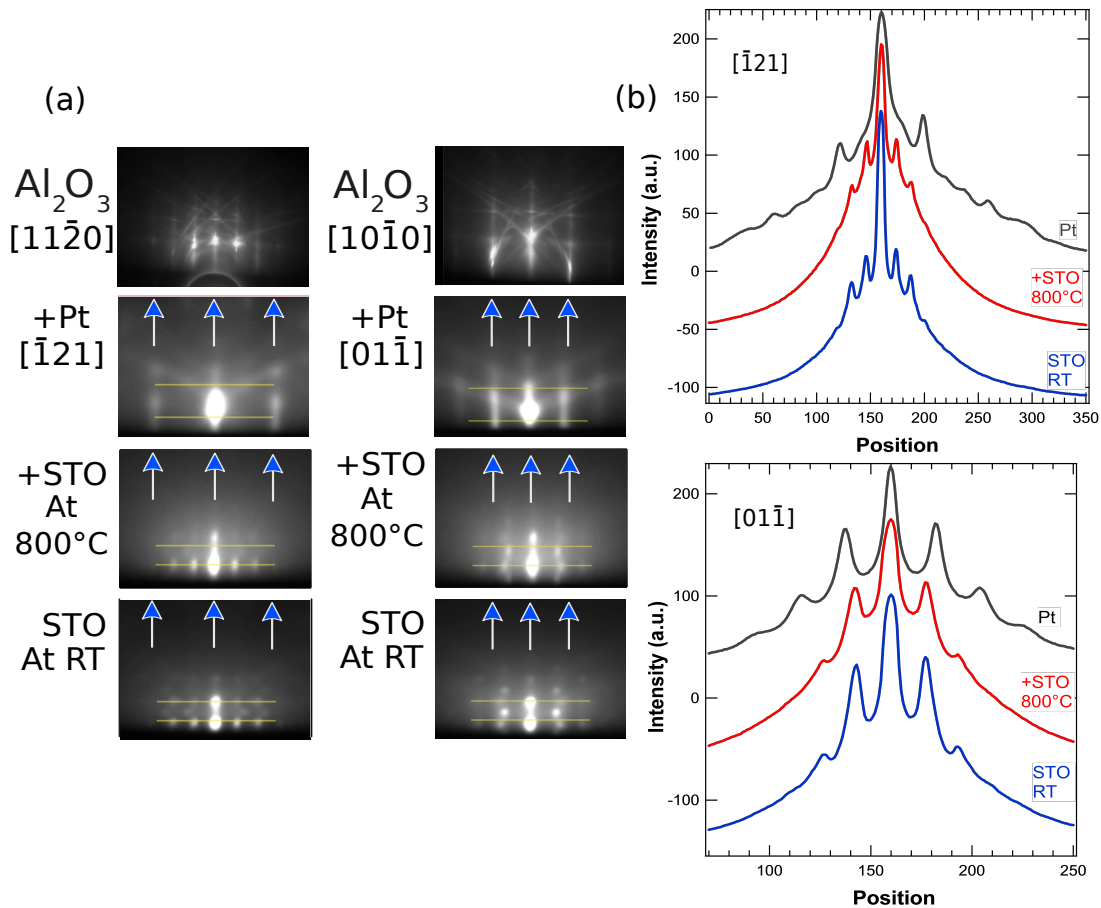 (a)
Al₂O₃
[112̄0]
Al₂O₃
[101̄0]
+Pt
[1̄21]
+Pt
[011̄]
+STO
At
800°C
+STO
At
800°C
STO
At RT
STO
At RT
(b)
[1̄21]
Intensity (a.u.)
200
150
100
50
0
-50
-100
Pt
+STO
800°C
STO
RT
0 50 100 150 200 250 300 350
Position
[011̄]
Intensity (a.u.)
200
100
0
-100
Pt
+STO
800°C
STO
RT
100 150 200 250
Position